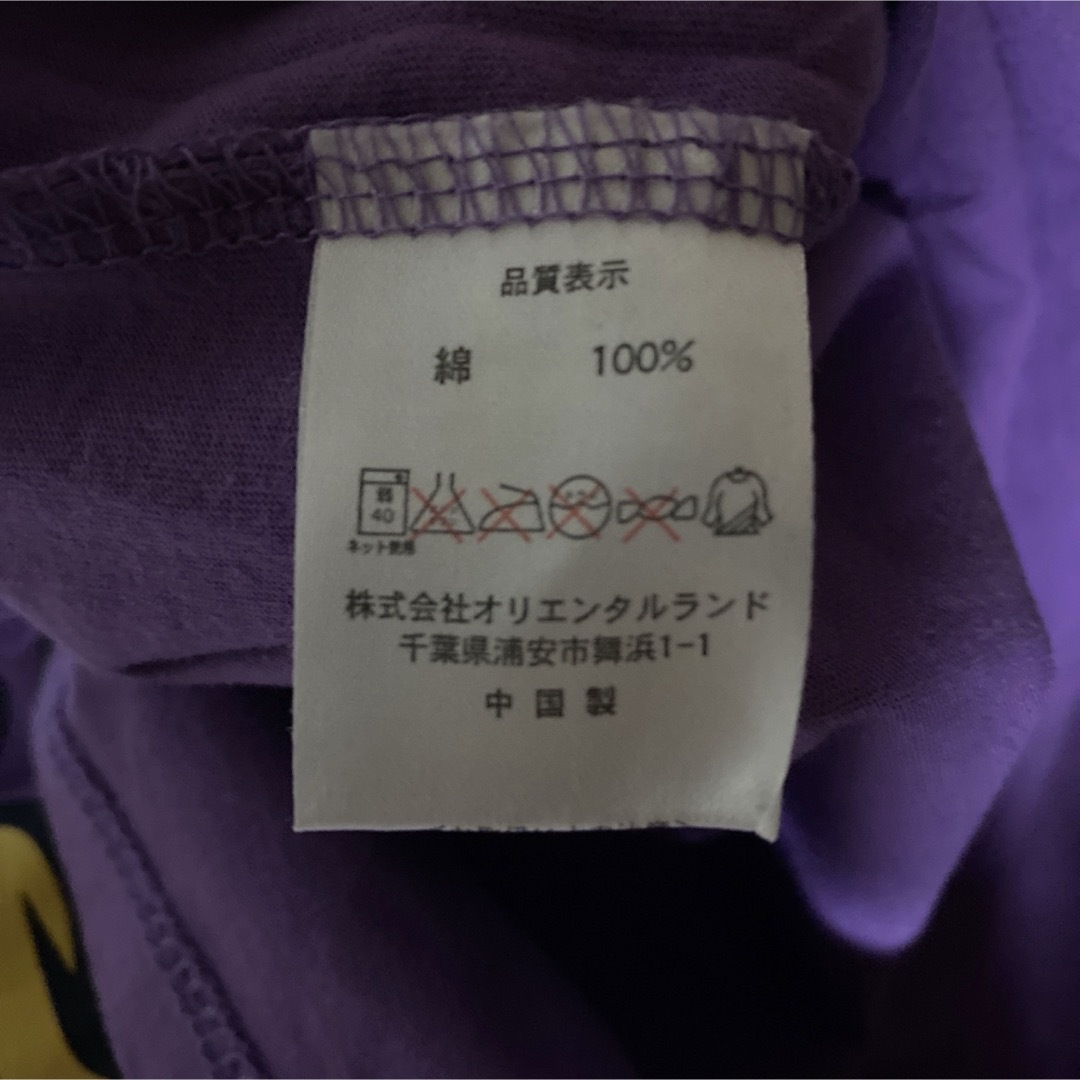 品質表示
綿 100%
弱
40
ネット使用
株式会社オリエンタルランド
千葉県浦安市舞浜1-1
中国製